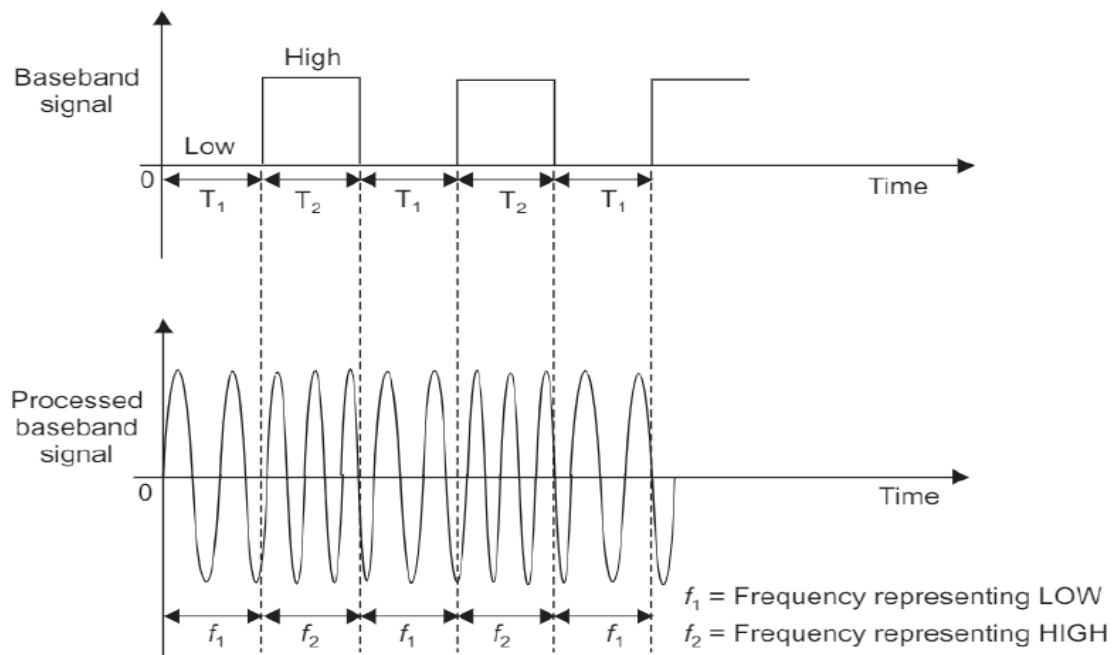 Baseband
signal
High
Low
0
T₁
T₂
T₁
T₂
T₁
Time
Processed
baseband
signal
0
Time
f₁
f₂
f₁
f₂
f₁
f₁ = Frequency representing LOW
f₂ = Frequency representing HIGH